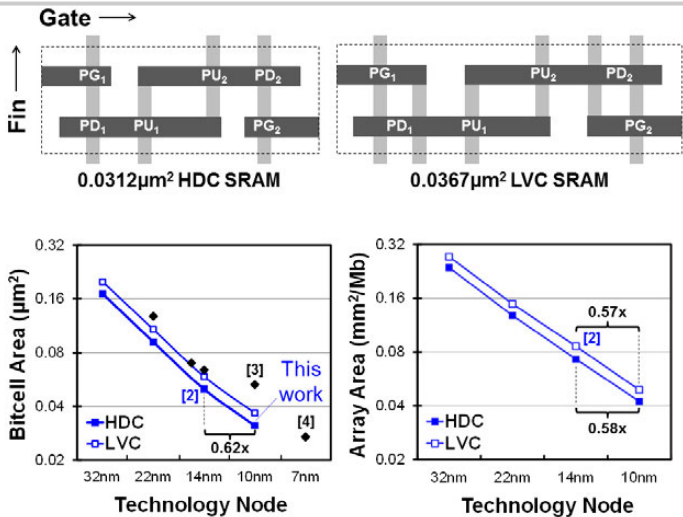 Gate
Fin
PG1 PU2 PD2
PD1 PU1 PG2
0.0312µm² HDC SRAM
PG1 PU2 PD2
PD1 PU1 PG2
0.0367µm² LVC SRAM
Bitcell Area (µm²)
0.32
0.16
0.08
0.04
0.02
[3]
This
work
[2]
[4]
0.62x
HDC
LVC
32nm 22nm 14nm 10nm 7nm
Technology Node
Array Area (mm²/Mb)
0.32
0.16
0.08
0.04
0.02
0.57x
[2]
0.58x
HDC
LVC
32nm 22nm 14nm 10nm
Technology Node